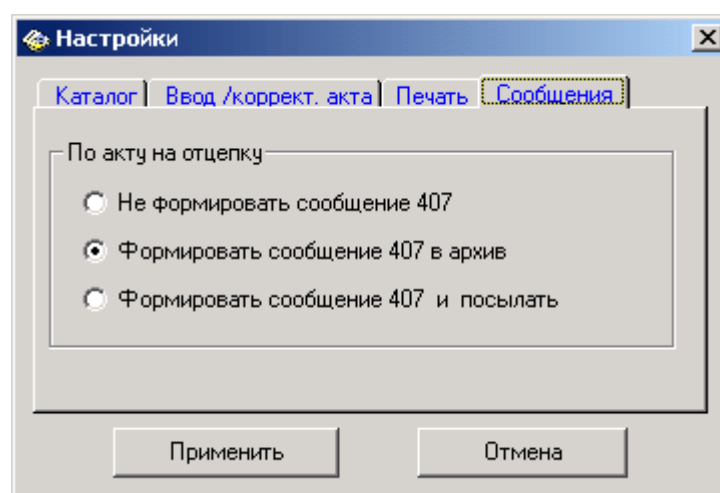 Настройки
Каталог Ввод /коррект. акта Печать Сообщения
По акту на отцепку
Не формировать сообщение 407
Формировать сообщение 407 в архив
Формировать сообщение 407 и посылать
Применить Отмена